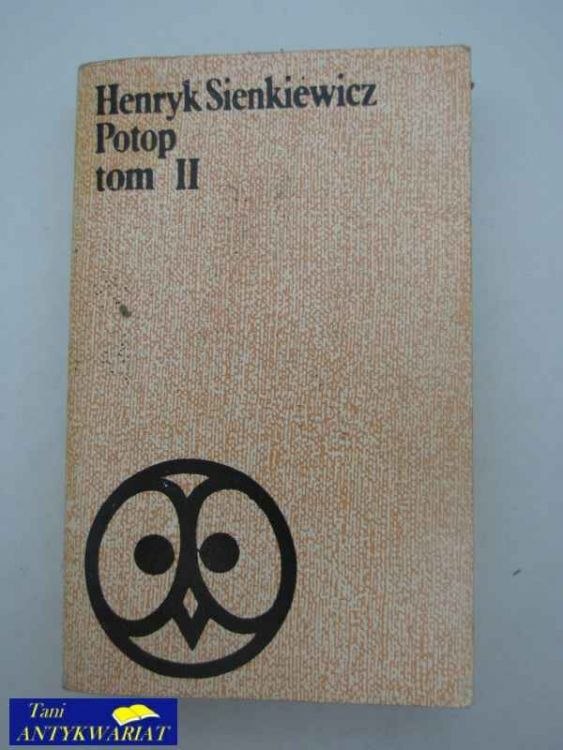 Henryk Sienkiewicz
Potop
tom II
Tani
ANTYKWARIAT